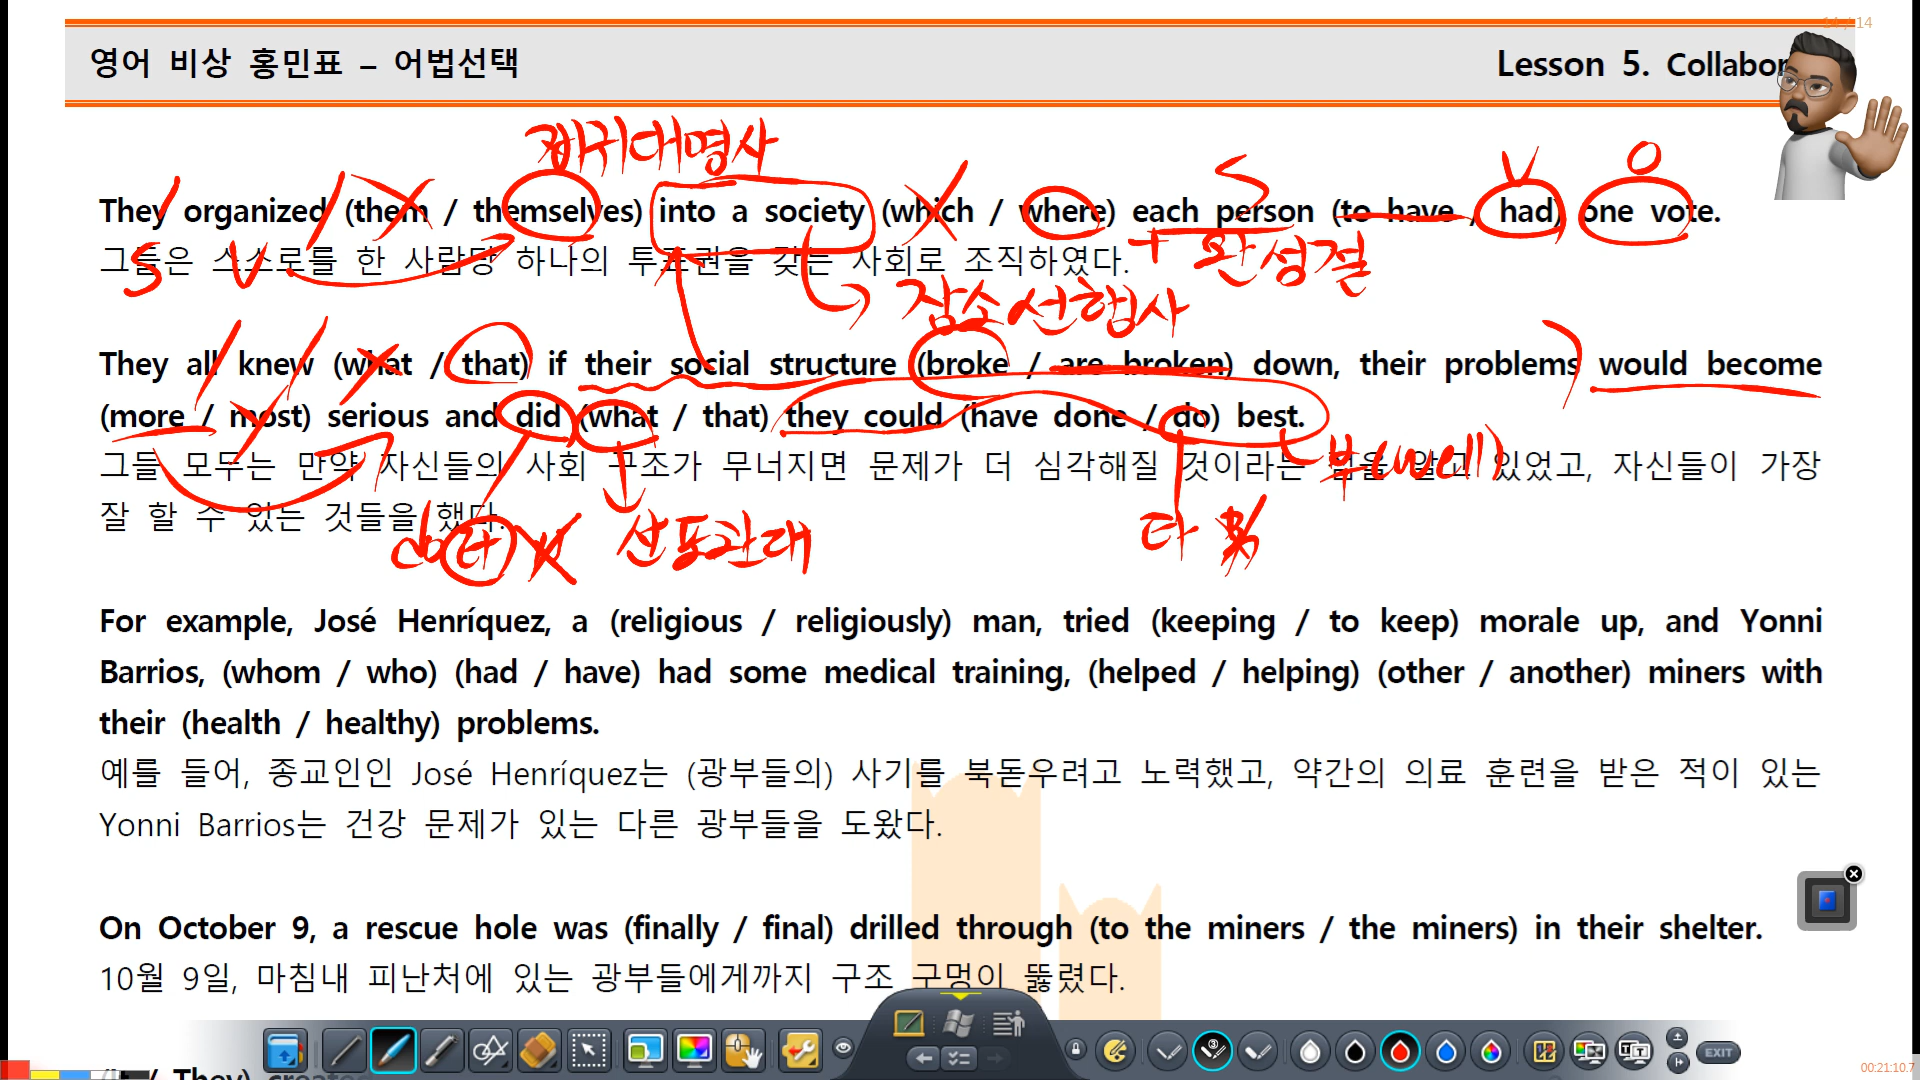 14
영어 비상 홍민표 – 어법선택
Lesson 5. Collabor
재귀대명사
S V O
They organized (them / themselves) into a society (which / where) each person (to have / had) one vote.
그들은 스스로를 한 사람당 하나의 투표권을 갖는 사회로 조직하였다.
S V
+ 완성절
장소선행사
They all knew (what / that) if their social structure (broke / are broken) down, their problems would become
(more / most) serious and did (what / that) they could (have done / do) best.
그들 모두는 만약 자신들의 사회 구조가 무너지면 문제가 더 심각해질 것이라는 점을 알고 있었고, 자신들이 가장
부(well)
잘 할 수 있는 것들을 했다.
do타X
선포관대
타
For example, José Henríquez, a (religious / religiously) man, tried (keeping / to keep) morale up, and Yonni
Barrios, (whom / who) (had / have) had some medical training, (helped / helping) (other / another) miners with
their (health / healthy) problems.
예를 들어, 종교인인 José Henríquez는 (광부들의) 사기를 북돋우려고 노력했고, 약간의 의료 훈련을 받은 적이 있는
Yonni Barrios는 건강 문제가 있는 다른 광부들을 도왔다.
On October 9, a rescue hole was (finally / final) drilled through (to the miners / the miners) in their shelter.
10월 9일, 마침내 피난처에 있는 광부들에게까지 구조 구멍이 뚫렸다.
EXIT
00:21:10.7